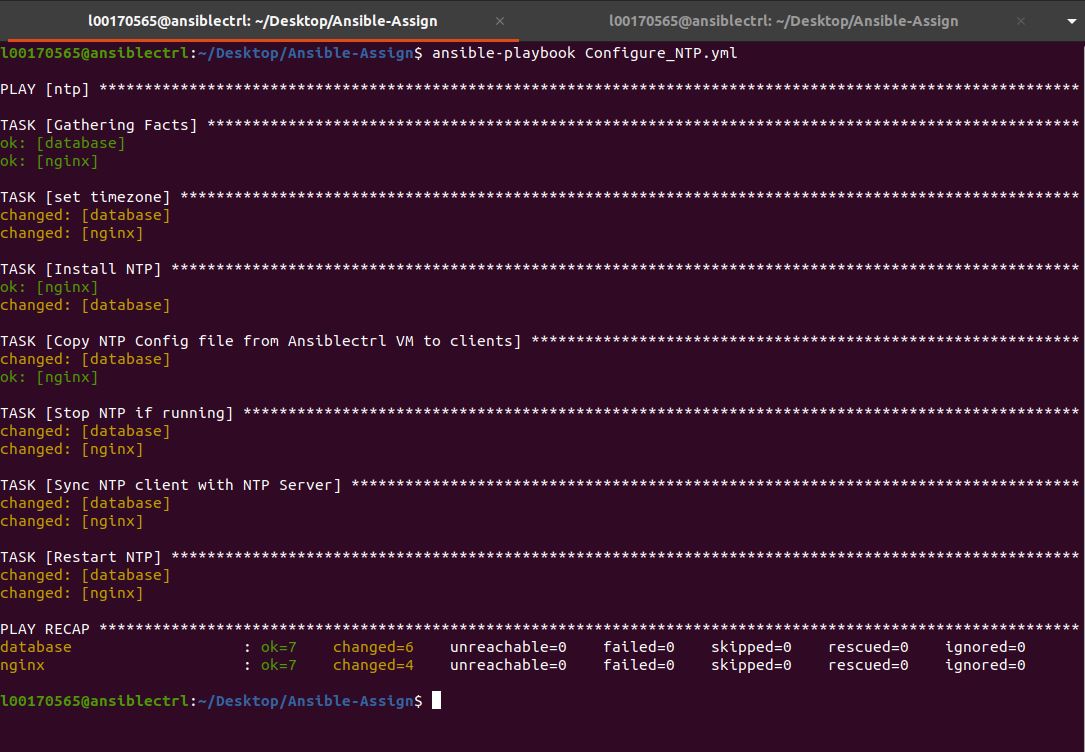 l00170565@ansiblectrl: ~/Desktop/Ansible-Assign × l00170565@ansiblectrl: ~/Desktop/Ansible-Assign ×
l00170565@ansiblectrl:~/Desktop/Ansible-Assign$ ansible-playbook Configure_NTP.yml
PLAY [ntp] *************************************************************************************************************
TASK [Gathering Facts] *************************************************************************************************
ok: [database]
ok: [nginx]
TASK [set timezone] ****************************************************************************************************
changed: [database]
changed: [nginx]
TASK [Install NTP] *****************************************************************************************************
ok: [nginx]
changed: [database]
TASK [Copy NTP Config file from Ansiblectrl VM to clients] *************************************************************
changed: [database]
ok: [nginx]
TASK [Stop NTP if running] *********************************************************************************************
changed: [database]
changed: [nginx]
TASK [Sync NTP client with NTP Server] *********************************************************************************
changed: [database]
changed: [nginx]
TASK [Restart NTP] *****************************************************************************************************
changed: [database]
changed: [nginx]
PLAY RECAP *************************************************************************************************************
database                   : ok=7    changed=6    unreachable=0    failed=0    skipped=0    rescued=0    ignored=0
nginx                      : ok=7    changed=4    unreachable=0    failed=0    skipped=0    rescued=0    ignored=0
l00170565@ansiblectrl:~/Desktop/Ansible-Assign$